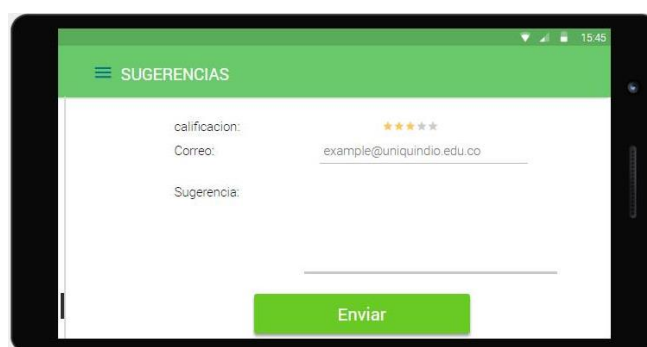 15:45
SUGERENCIAS
calificacion:
Correo: example@uniquindio.edu.co
Sugerencia:
Enviar